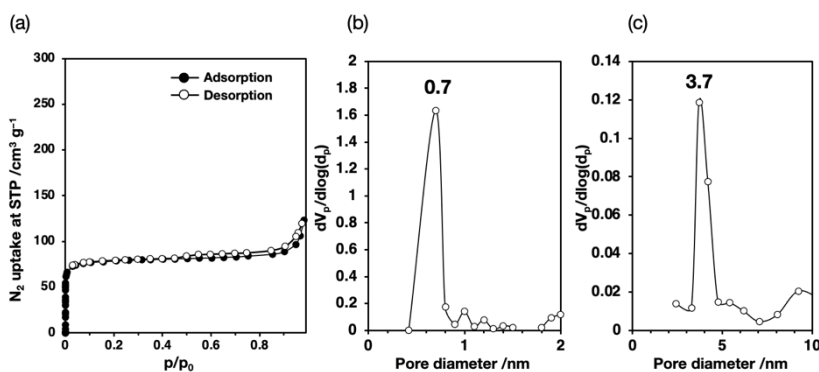 (a)
N₂ uptake at STP /cm³ g⁻¹
300
250
200
150
100
50
0
Adsorption
Desorption
0 0.2 0.4 0.6 0.8
p/p₀
(b)
dVₚ/dlog(dₚ)
2
1.8
1.6
1.4
1.2
1
0.8
0.6
0.4
0.2
0
0.7
0 1 2
Pore diameter /nm
(c)
dVₚ/dlog(dₚ)
0.14
0.12
0.1
0.08
0.06
0.04
0.02
0
3.7
0 5 10
Pore diameter /nm